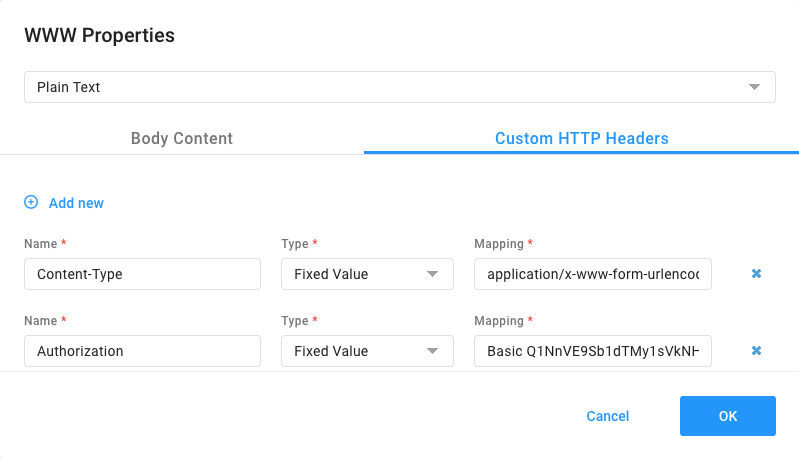 WWW Properties
Plain Text
Body Content Custom HTTP Headers
Add new
Name * Type * Mapping *
Content-Type Fixed Value application/x-www-form-urlenco
Name * Type * Mapping *
Authorization Fixed Value Basic Q1NnVE9Sb1dTMy1sVkNH
Cancel OK